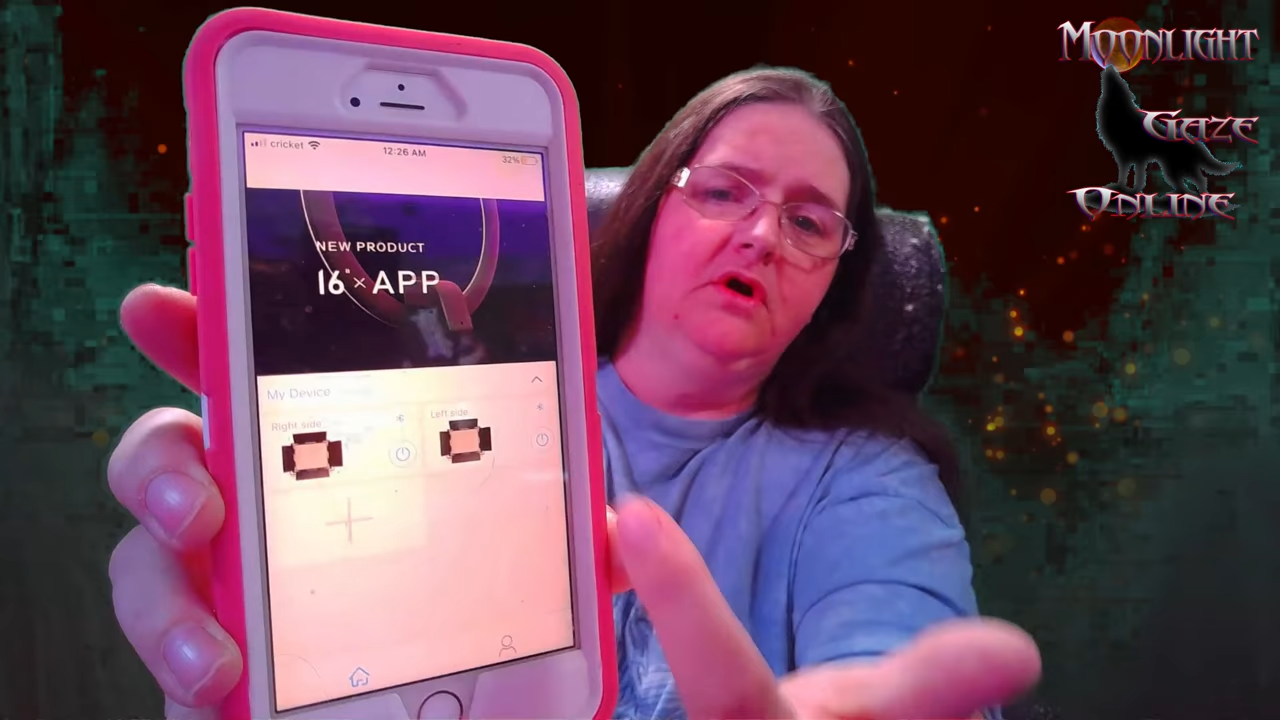 cricket
12:26 AM
32%
NEW PRODUCT
16"× APP
My Device
Right side
Left side
MOONLIGHT
GAZE
ONLINE